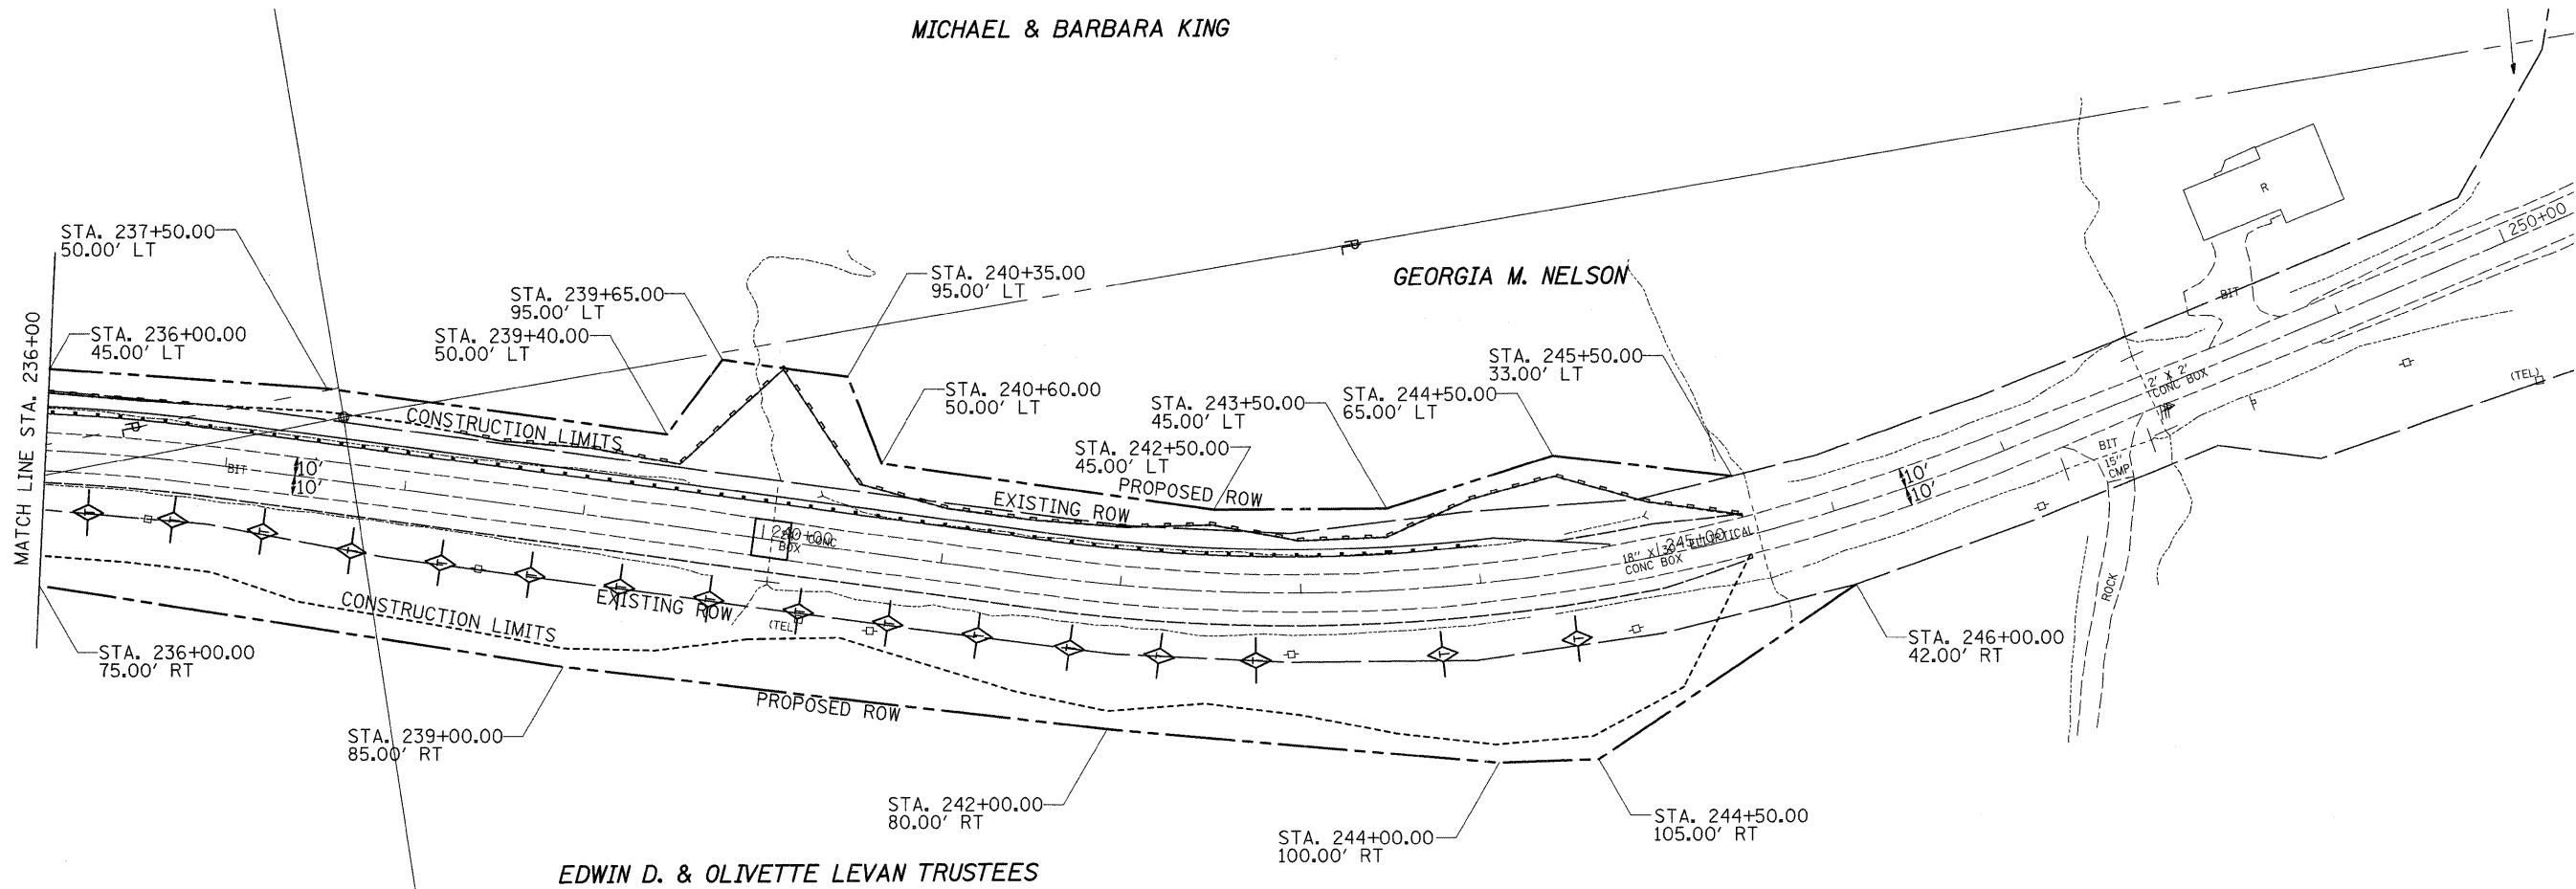 MICHAEL & BARBARA KING
STA. 237+50.00
50.00' LT
STA. 239+65.00
95.00' LT
STA. 240+35.00
95.00' LT
GEORGIA M. NELSON
R
250+00
MATCH LINE STA. 236+00
STA. 236+00.00
45.00' LT
STA. 239+40.00
50.00' LT
STA. 240+60.00
50.00' LT
STA. 245+50.00
33.00' LT
STA. 243+50.00
45.00' LT
STA. 244+50.00
65.00' LT
STA. 242+50.00
45.00' LT
BIT
2' X 2'
CONC BOX
(TEL)
CONSTRUCTION LIMITS
PROPOSED ROW
EXISTING ROW
BIT
10'
10'
10'
10'
BIT
15"
CMP
240+00
CONC
BOX
245+00
18" X 30" ELLIPTICAL
CONC BOX
ROCK
CONSTRUCTION LIMITS
EXISTING ROW
(TEL)
STA. 236+00.00
75.00' RT
STA. 246+00.00
42.00' RT
PROPOSED ROW
STA. 239+00.00
85.00' RT
STA. 242+00.00
80.00' RT
STA. 244+00.00
100.00' RT
STA. 244+50.00
105.00' RT
EDWIN D. & OLIVETTE LEVAN TRUSTEES